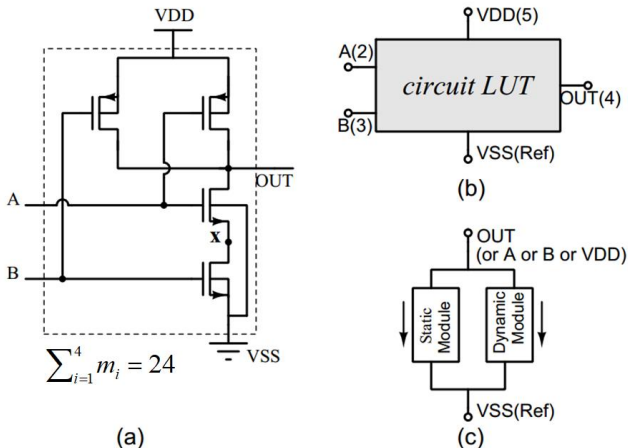 VDD
A
B
OUT
x
VSS
$\sum_{i=1}^{4} m_i = 24$
(a)
VDD(5)
A(2)
B(3)
circuit LUT
OUT(4)
VSS(Ref)
(b)
OUT
(or A or B or VDD)
Static
Module
Dynamic
Module
VSS(Ref)
(c)